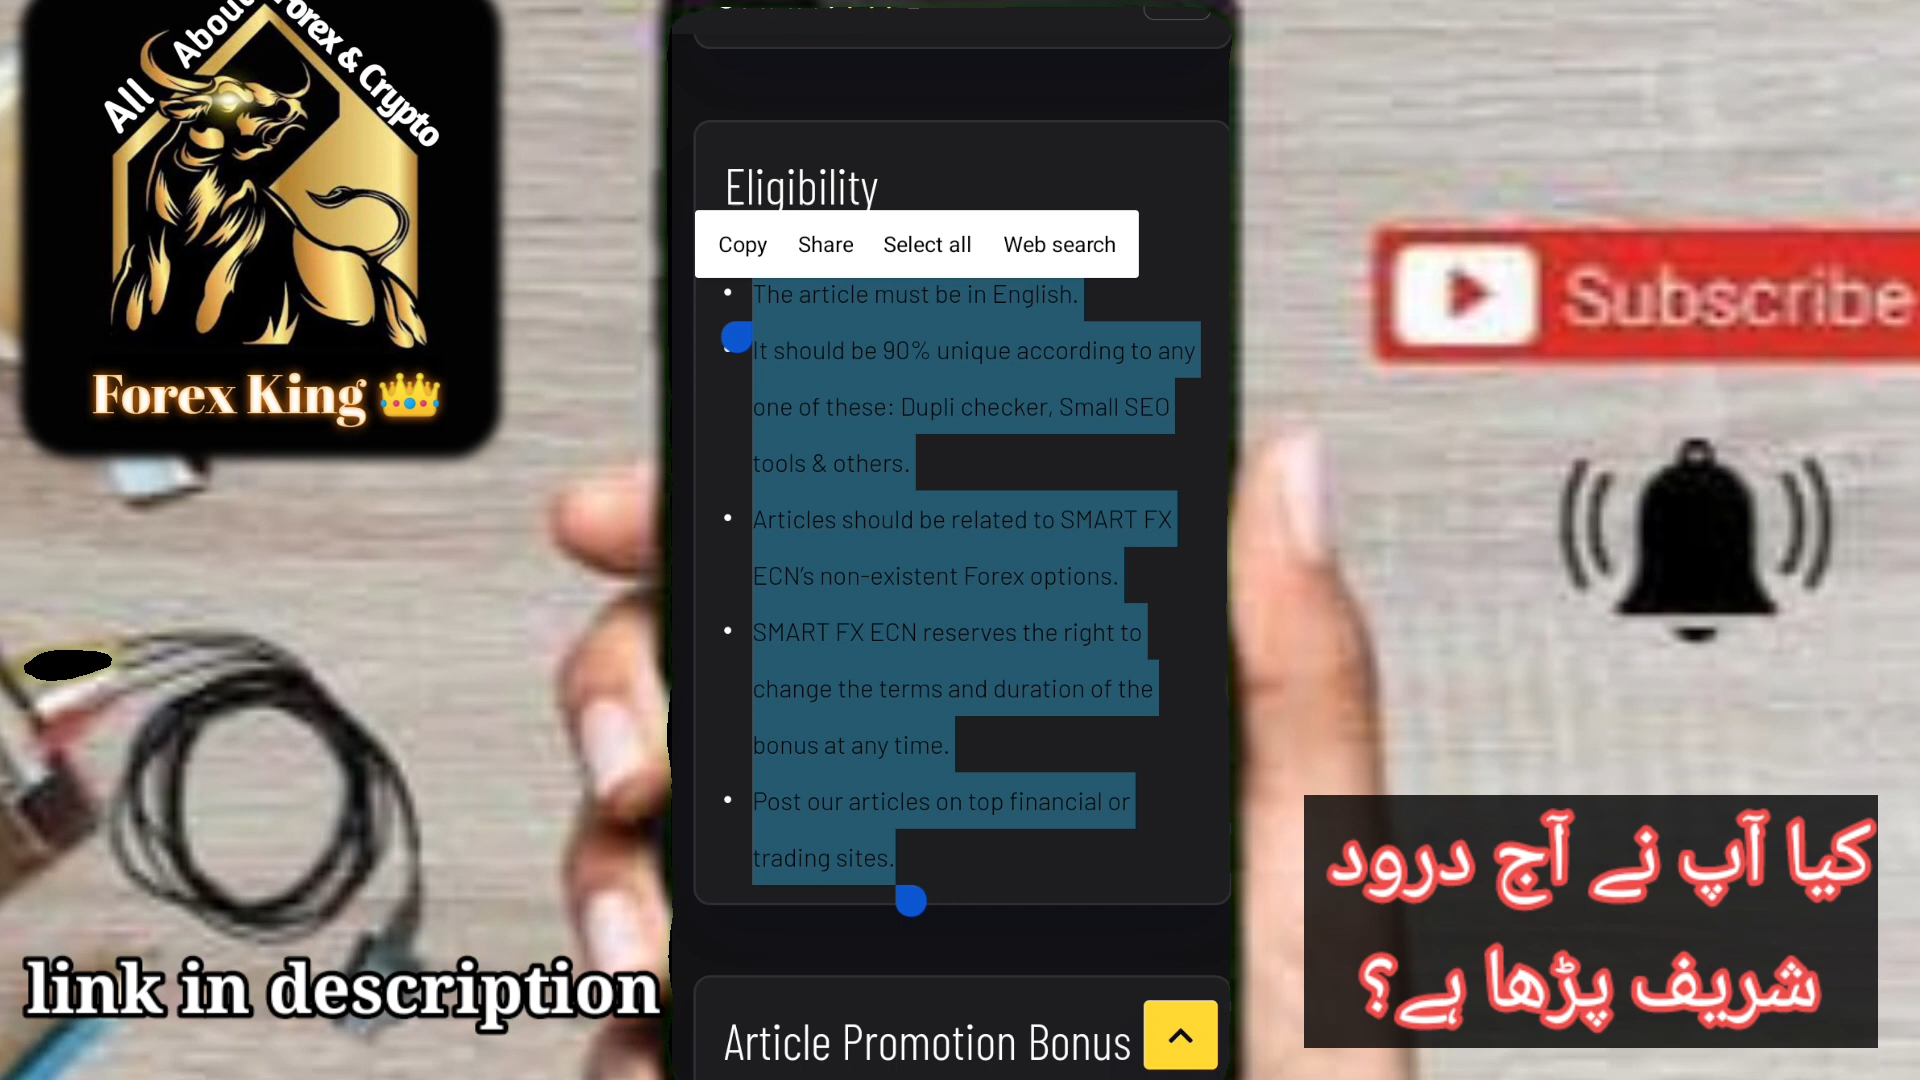 All About Forex & Crypto
Forex King
Eligibility
Copy Share Select all Web search
The article must be in English.
It should be 90% unique according to any
one of these: Dupli checker, Small SEO
tools & others.
Articles should be related to SMART FX
ECN's non-existent Forex options.
SMART FX ECN reserves the right to
change the terms and duration of the
bonus at any time.
Post our articles on top financial or
trading sites.
Article Promotion Bonus
Subscribe
کیا آپ نے آج درود
شریف پڑھا ہے؟
link in description